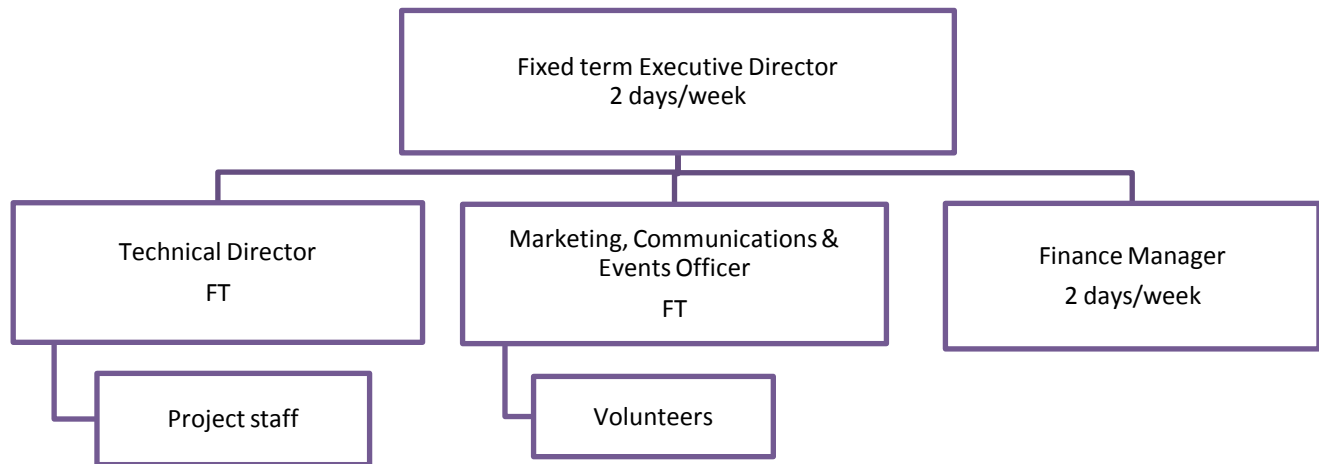 Fixed term Executive Director
2 days/week
Technical Director
FT
Marketing, Communications &
Events Officer
FT
Finance Manager
2 days/week
Project staff
Volunteers